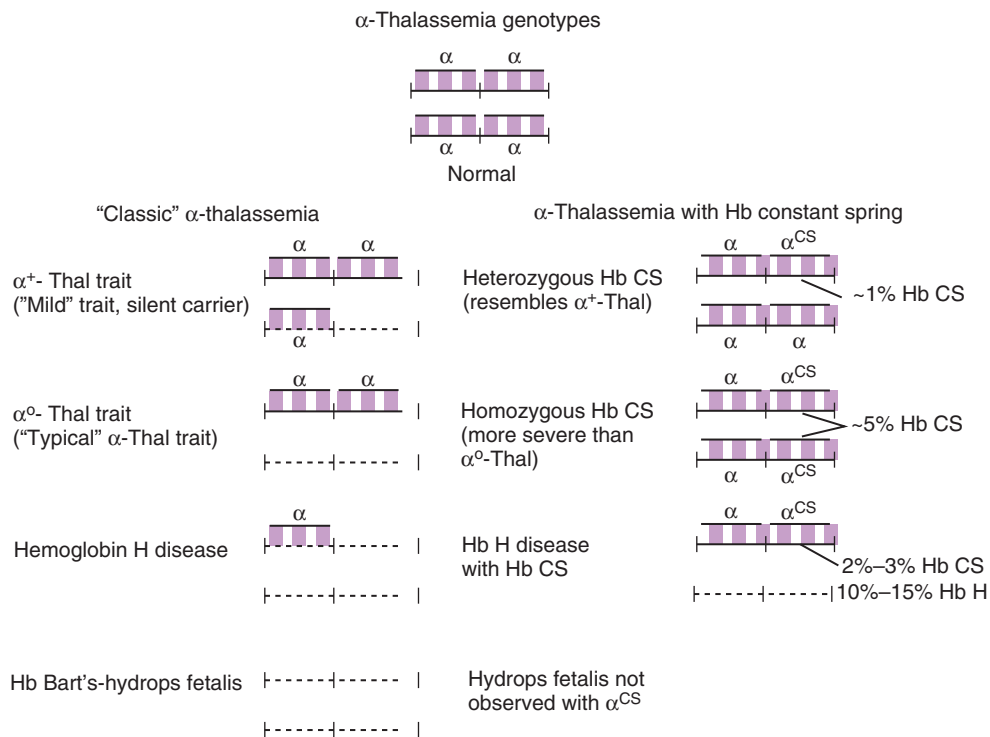 α-Thalassemia genotypes
α α
α α
Normal
“Classic” α-thalassemia
α α
α⁺- Thal trait
(”Mild” trait, silent carrier)
α
α α
αº- Thal trait
(“Typical” α-Thal trait)
α
Hemoglobin H disease
Hb Bart's-hydrops fetalis
α-Thalassemia with Hb constant spring
α α^CS
Heterozygous Hb CS
(resembles α⁺-Thal)
~1% Hb CS
α α
α α^CS
Homozygous Hb CS
(more severe than
αº-Thal)
~5% Hb CS
α α^CS
α α^CS
Hb H disease
with Hb CS
2%–3% Hb CS
10%–15% Hb H
Hydrops fetalis not
observed with α^CS